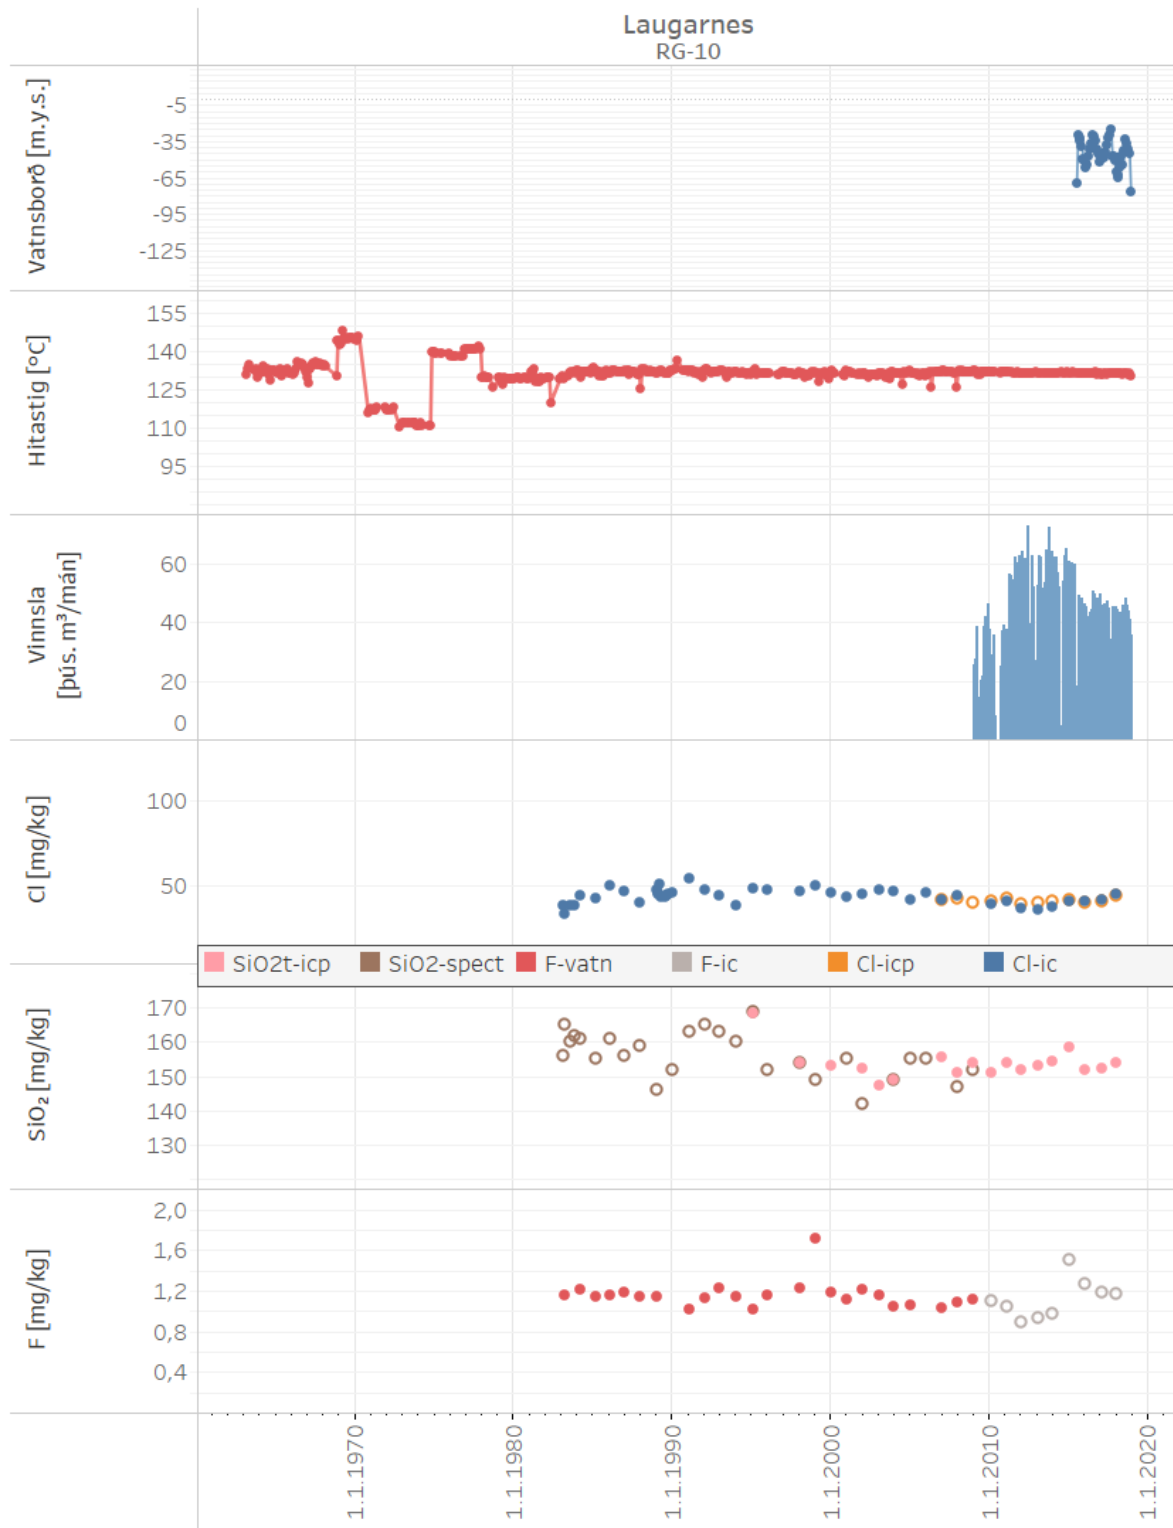 Laugarnes
RG-10
Vatnsborð [m.y.s.]
-5
-35
-65
-95
-125
Hitastig [°C]
155
140
125
110
95
Vinnsla
[þús. m³/mán]
60
40
20
0
Cl [mg/kg]
100
50
SiO2t-icp
SiO2-spect
F-vatn
F-ic
Cl-icp
Cl-ic
SiO₂ [mg/kg]
170
160
150
140
130
F [mg/kg]
2,0
1,6
1,2
0,8
0,4
1.1.1970
1.1.1980
1.1.1990
1.1.2000
1.1.2010
1.1.2020